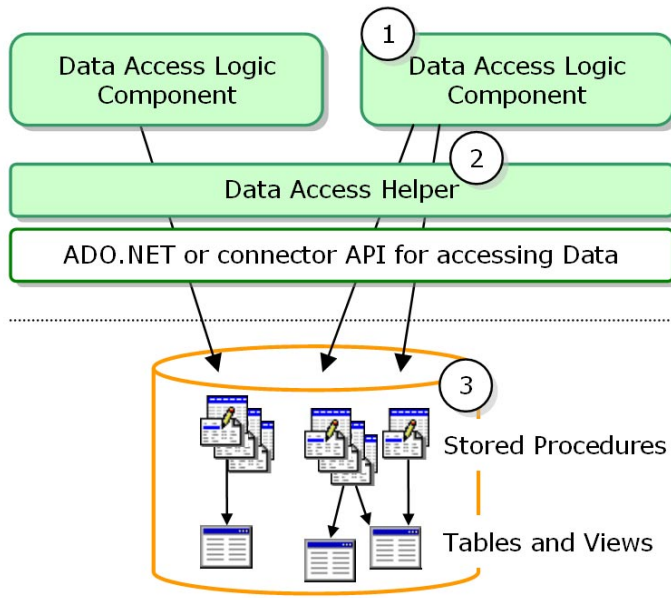 1
Data Access Logic
Component
Data Access Logic
Component
2
Data Access Helper
ADO.NET or connector API for accessing Data
3
Stored Procedures
Tables and Views